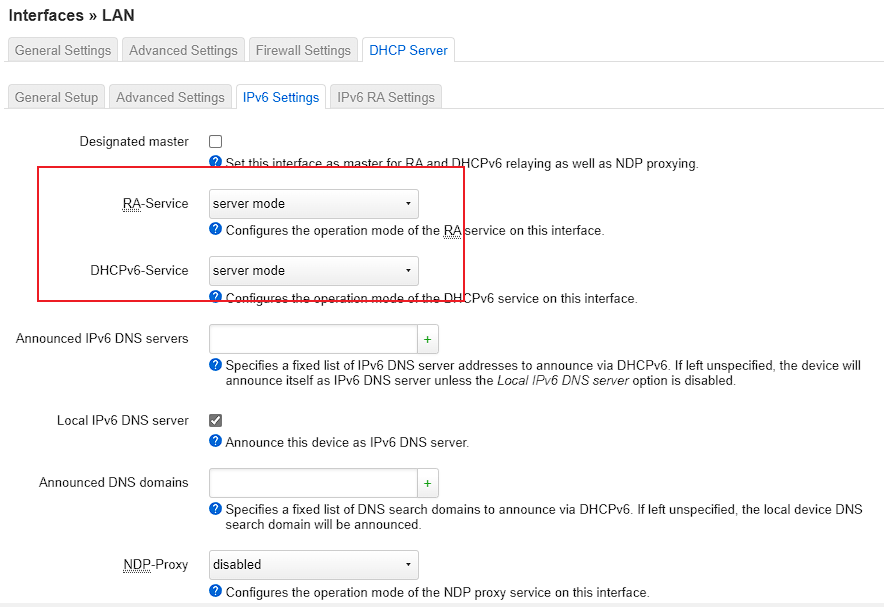 Interfaces » LAN
General Settings Advanced Settings Firewall Settings DHCP Server
General Setup Advanced Settings IPv6 Settings IPv6 RA Settings
Designated master
? Set this interface as master for RA and DHCPv6 relaying as well as NDP proxying.
RA-Service server mode
? Configures the operation mode of the RA service on this interface.
DHCPv6-Service server mode
? Configures the operation mode of the DHCPv6 service on this interface.
Announced IPv6 DNS servers +
? Specifies a fixed list of IPv6 DNS server addresses to announce via DHCPv6. If left unspecified, the device will
announce itself as IPv6 DNS server unless the Local IPv6 DNS server option is disabled.
Local IPv6 DNS server
? Announce this device as IPv6 DNS server.
Announced DNS domains +
? Specifies a fixed list of DNS search domains to announce via DHCPv6. If left unspecified, the local device DNS
search domain will be announced.
NDP-Proxy disabled
? Configures the operation mode of the NDP proxy service on this interface.